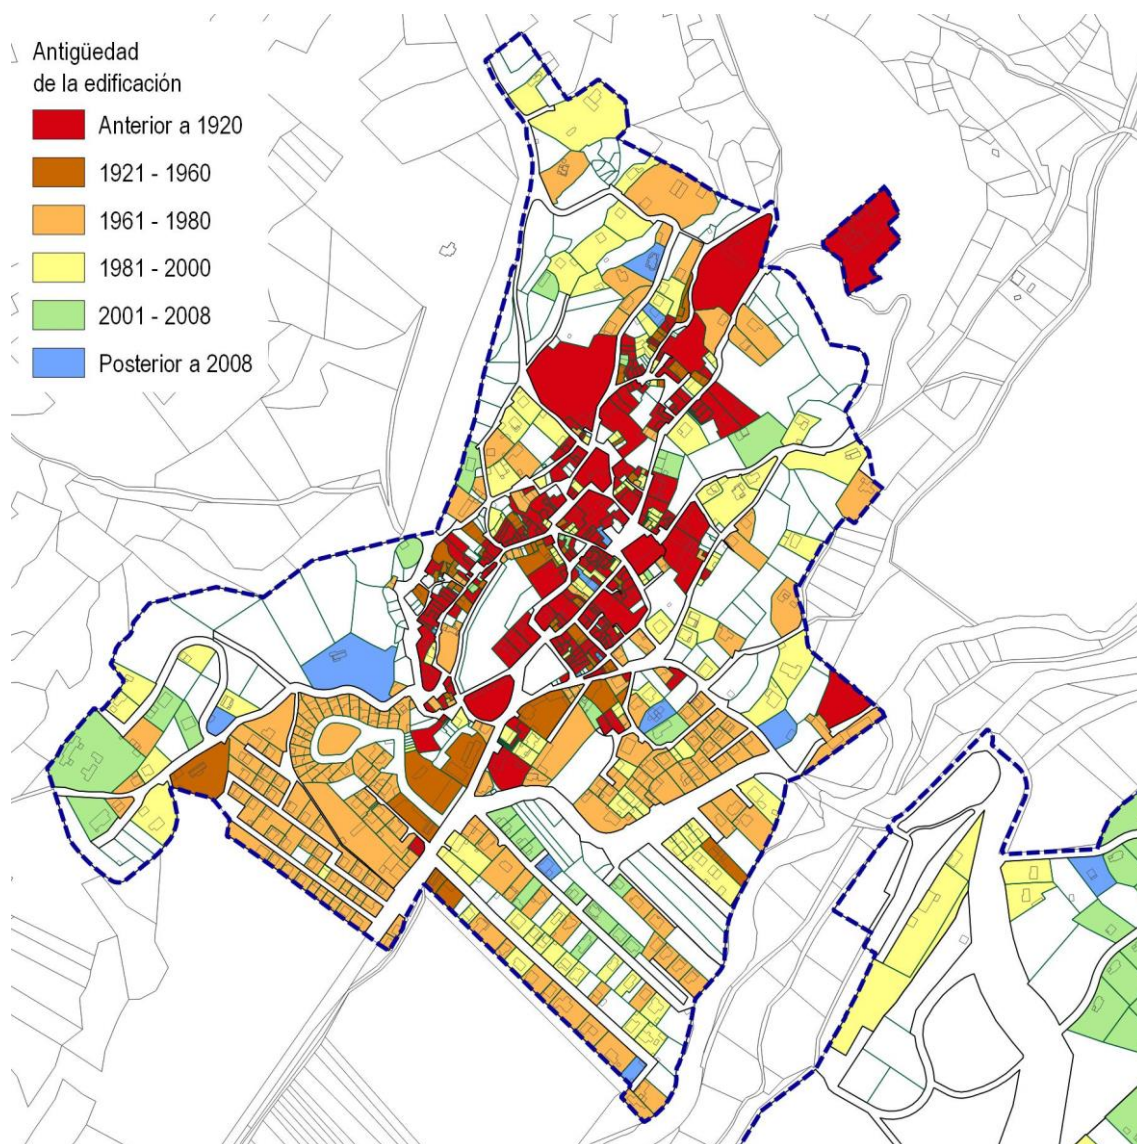 Antigüedad
de la edificación
Anterior a 1920
1921 - 1960
1961 - 1980
1981 - 2000
2001 - 2008
Posterior a 2008